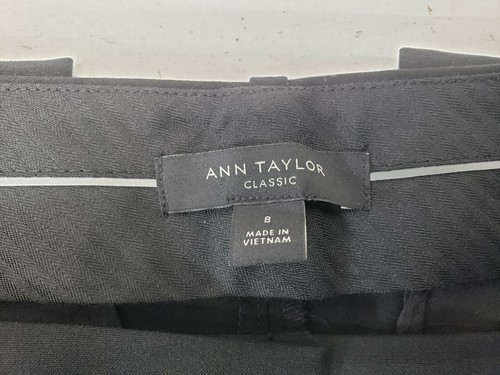 ANN TAYLOR
CLASSIC
8
MADE IN
VIETNAM